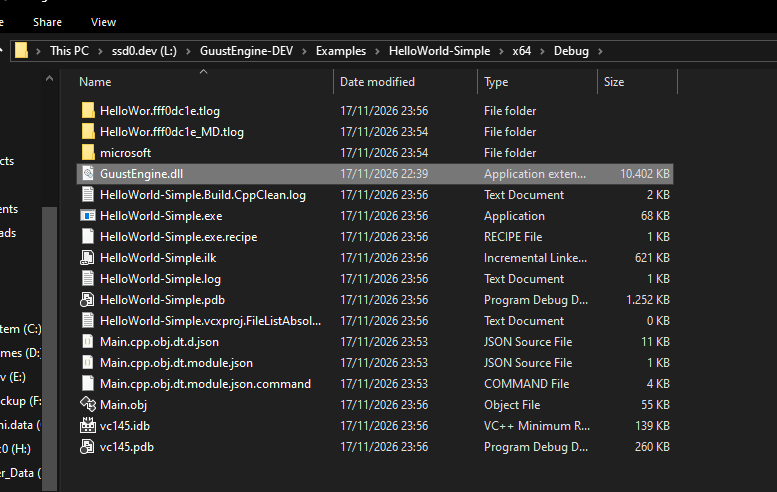 Share View
This PC > ssd0.dev (L:) > GuustEngine-DEV > Examples > HelloWorld-Simple > x64 > Debug >
Name Date modified Type Size
HelloWor.fff0dc1e.tlog 17/11/2026 23:56 File folder
HelloWor.fff0dc1e_MD.tlog 17/11/2026 23:54 File folder
microsoft 17/11/2026 23:54 File folder
GuustEngine.dll 17/11/2026 22:39 Application exten... 10.402 KB
HelloWorld-Simple.Build.CppClean.log 17/11/2026 23:56 Text Document 2 KB
HelloWorld-Simple.exe 17/11/2026 23:56 Application 68 KB
HelloWorld-Simple.exe.recipe 17/11/2026 23:56 RECIPE File 1 KB
HelloWorld-Simple.ilk 17/11/2026 23:56 Incremental Linke... 621 KB
HelloWorld-Simple.log 17/11/2026 23:56 Text Document 1 KB
HelloWorld-Simple.pdb 17/11/2026 23:56 Program Debug D... 1.252 KB
HelloWorld-Simple.vcxproj.FileListAbsol... 17/11/2026 23:56 Text Document 0 KB
Main.cpp.obj.dt.d.json 17/11/2026 23:53 JSON Source File 11 KB
Main.cpp.obj.dt.module.json 17/11/2026 23:53 JSON Source File 1 KB
Main.cpp.obj.dt.module.json.command 17/11/2026 23:53 COMMAND File 4 KB
Main.obj 17/11/2026 23:56 Object File 55 KB
vc145.idb 17/11/2026 23:56 VC++ Minimum R... 139 KB
vc145.pdb 17/11/2026 23:56 Program Debug D... 260 KB
cts
ents
ads
tem (C:)
mes (D:)
v (E:)
ckup (F:
ni.data (
:0 (H:)
er_Data (